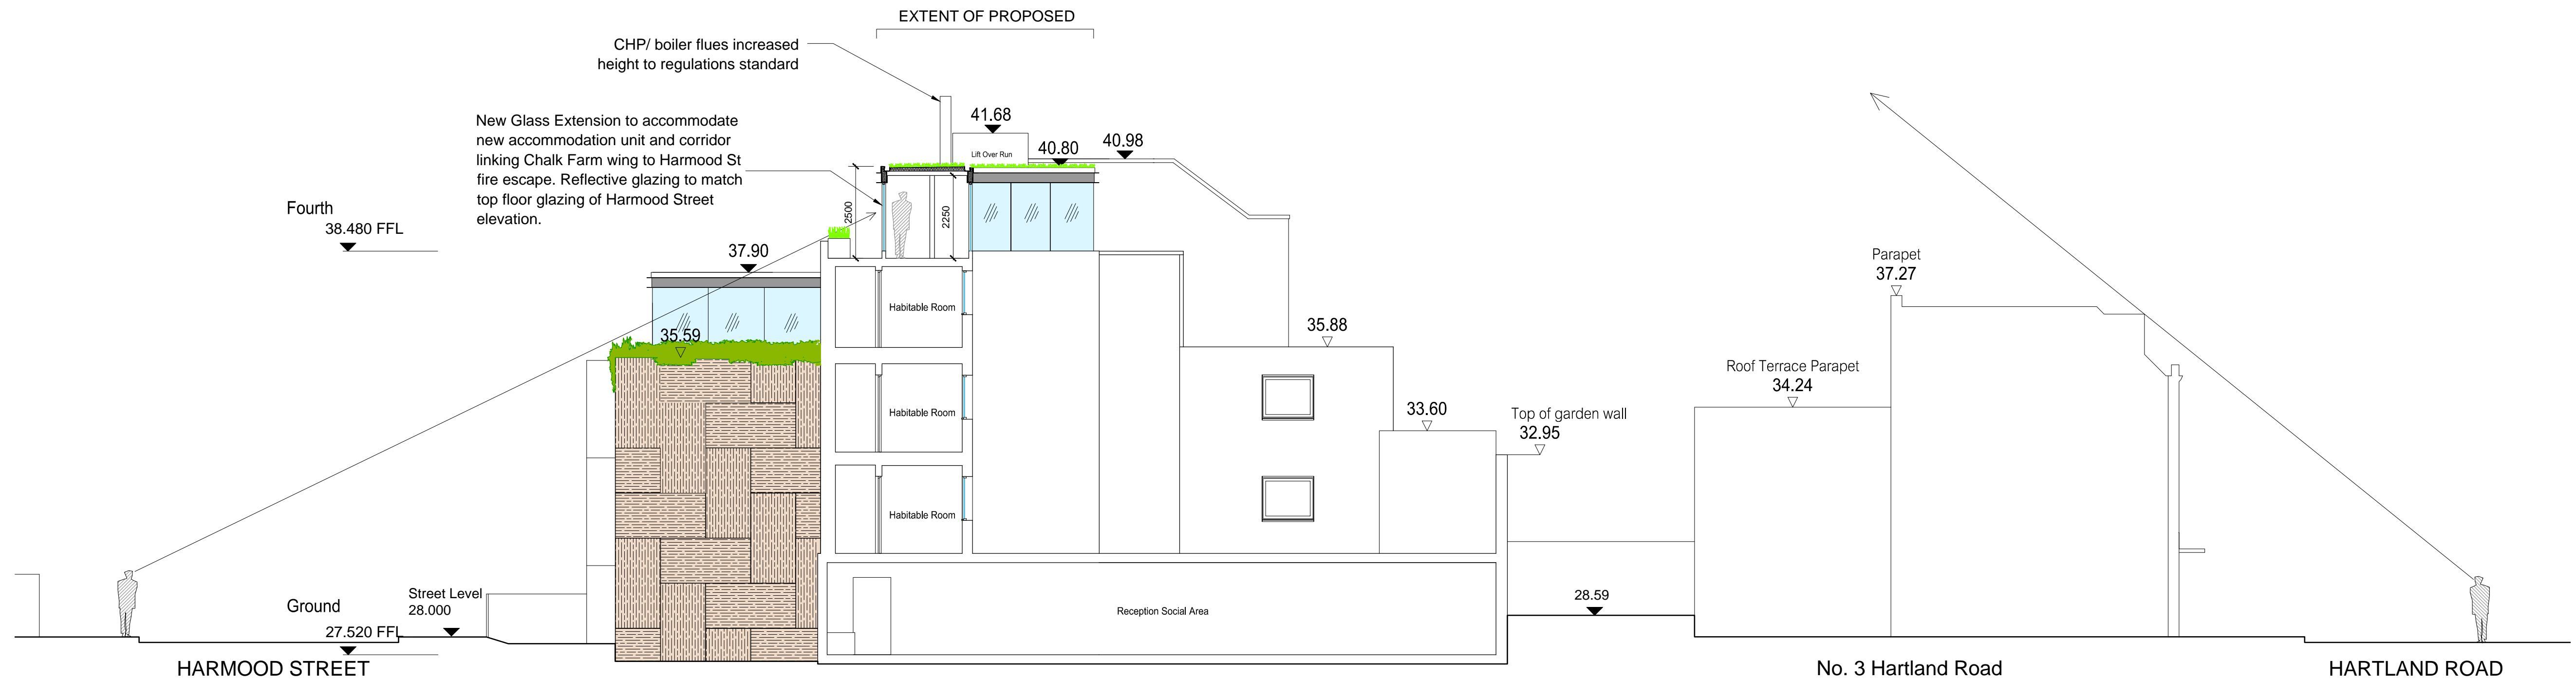 EXTENT OF PROPOSED
CHP/ boiler flues increased
height to regulations standard
New Glass Extension to accommodate
new accommodation unit and corridor
linking Chalk Farm wing to Harmood St
fire escape. Reflective glazing to match
top floor glazing of Harmood Street
elevation.
41.68
Lift Over Run
40.80
40.98
2500
2250
Fourth
38.480 FFL
37.90
35.59
Habitable Room
Habitable Room
Habitable Room
35.88
33.60
Top of garden wall
32.95
Parapet
37.27
Roof Terrace Parapet
34.24
Ground
27.520 FFL
Street Level
28.000
Reception Social Area
28.59
HARMOOD STREET
No. 3 Hartland Road
HARTLAND ROAD